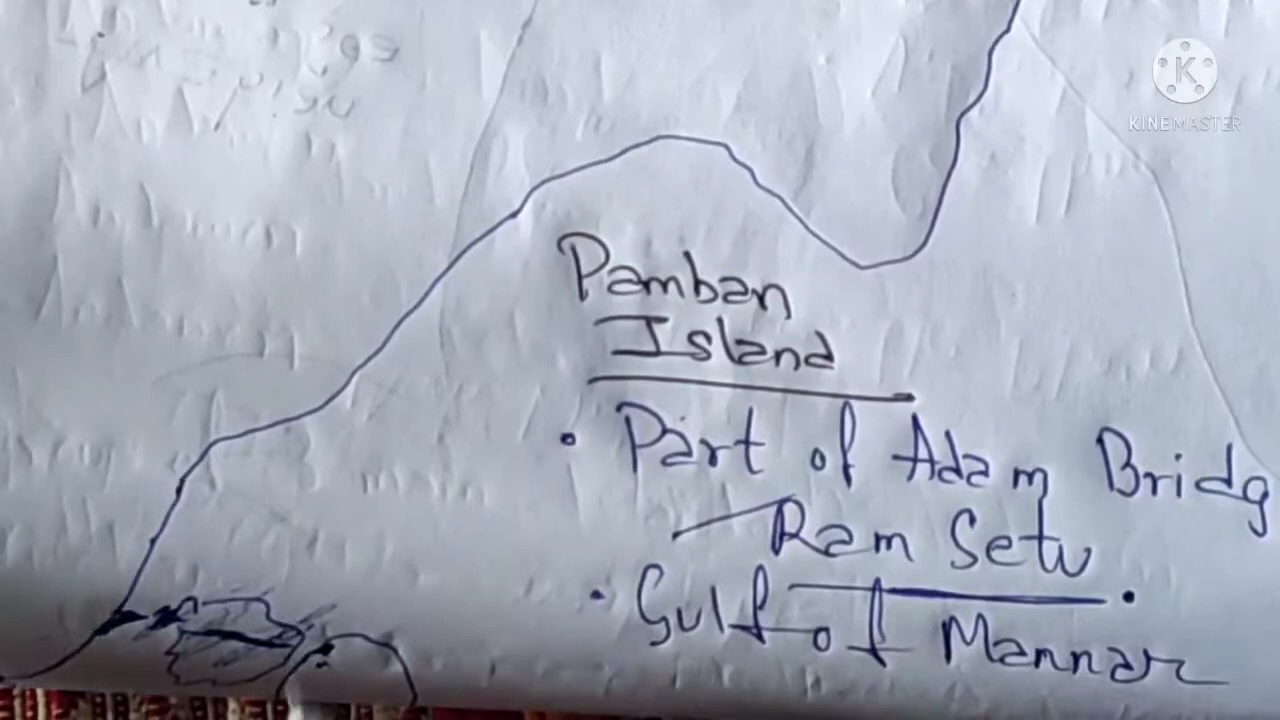 KINEMASTER
Pamban
Island
• Part of Adam Bridg
Ram Setu
• Gulf of Mannar